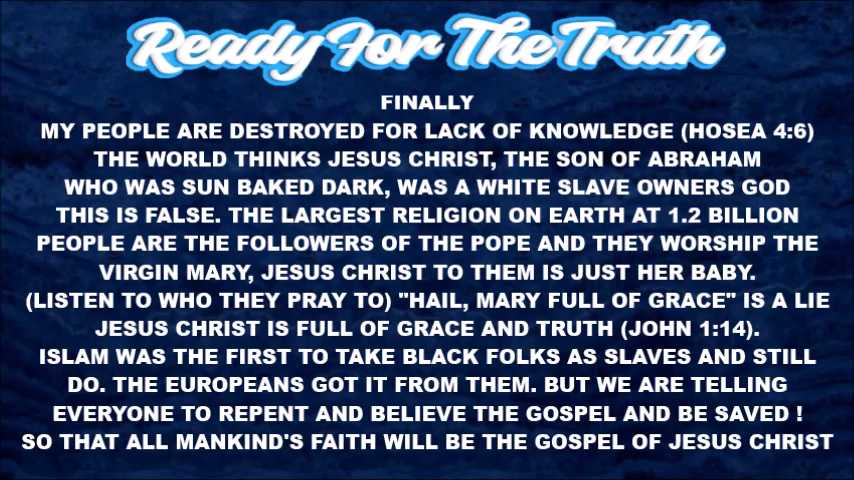 Ready For The Truth
FINALLY
MY PEOPLE ARE DESTROYED FOR LACK OF KNOWLEDGE (HOSEA 4:6)
THE WORLD THINKS JESUS CHRIST, THE SON OF ABRAHAM
WHO WAS SUN BAKED DARK, WAS A WHITE SLAVE OWNERS GOD
THIS IS FALSE. THE LARGEST RELIGION ON EARTH AT 1.2 BILLION
PEOPLE ARE THE FOLLOWERS OF THE POPE AND THEY WORSHIP THE
VIRGIN MARY, JESUS CHRIST TO THEM IS JUST HER BABY.
(LISTEN TO WHO THEY PRAY TO) "HAIL, MARY FULL OF GRACE" IS A LIE
JESUS CHRIST IS FULL OF GRACE AND TRUTH (JOHN 1:14).
ISLAM WAS THE FIRST TO TAKE BLACK FOLKS AS SLAVES AND STILL
DO. THE EUROPEANS GOT IT FROM THEM. BUT WE ARE TELLING
EVERYONE TO REPENT AND BELIEVE THE GOSPEL AND BE SAVED !
SO THAT ALL MANKIND'S FAITH WILL BE THE GOSPEL OF JESUS CHRIST